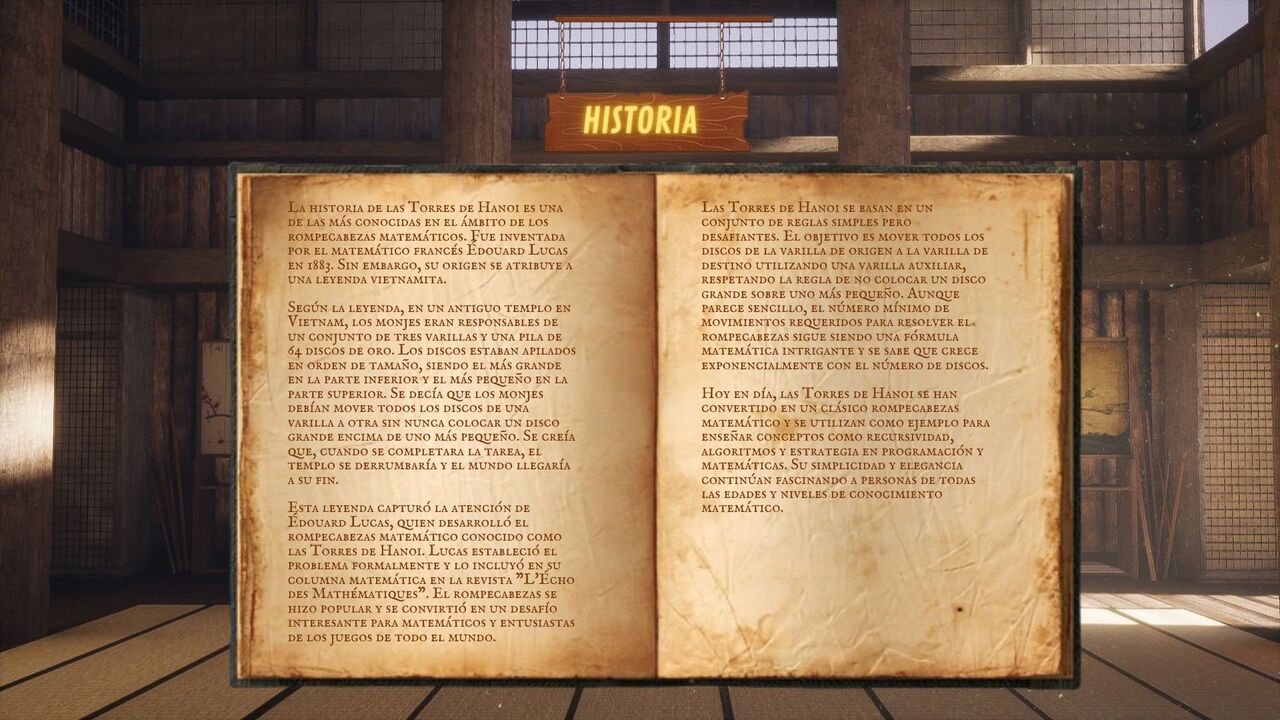 HISTORIA
La historia de las Torres de Hanoi es una
de las más conocidas en el ámbito de los
rompecabezas matemáticos. Fue inventada
por el matemático francés Édouard Lucas
en 1883. Sin embargo, su origen se atribuye a
una leyenda vietnamita.
Según la leyenda, en un antiguo templo en
Vietnam, los monjes eran responsables de
un conjunto de tres varillas y una pila de
64 discos de oro. Los discos estaban apilados
en orden de tamaño, siendo el más grande
en la parte inferior y el más pequeño en la
parte superior. Se decía que los monjes
debían mover todos los discos de una
varilla a otra sin nunca colocar un disco
grande encima de uno más pequeño. Se creía
que, cuando se completara la tarea, el
templo se derrumbaría y el mundo llegaría
a su fin.
Esta leyenda capturó la atención de
Édouard Lucas, quien desarrolló el
rompecabezas matemático conocido como
las Torres de Hanoi. Lucas estableció el
problema formalmente y lo incluyó en su
columna matemática en la revista "L'Écho
des Mathématiques". El rompecabezas se
hizo popular y se convirtió en un desafío
interesante para matemáticos y entusiastas
de los juegos de todo el mundo.
Las Torres de Hanoi se basan en un
conjunto de reglas simples pero
desafiantes. El objetivo es mover todos los
discos de la varilla de origen a la varilla de
destino utilizando una varilla auxiliar,
respetando la regla de no colocar un disco
grande sobre uno más pequeño. Aunque
parece sencillo, el número mínimo de
movimientos requeridos para resolver el
rompecabezas sigue siendo una fórmula
matemática intrigante y se sabe que crece
exponencialmente con el número de discos.
Hoy en día, las Torres de Hanoi se han
convertido en un clásico rompecabezas
matemático y se utilizan como ejemplo para
enseñar conceptos como recursividad,
algoritmos y estrategia en programación y
matemáticas. Su simplicidad y elegancia
continúan fascinando a personas de todas
las edades y niveles de conocimiento
matemático.